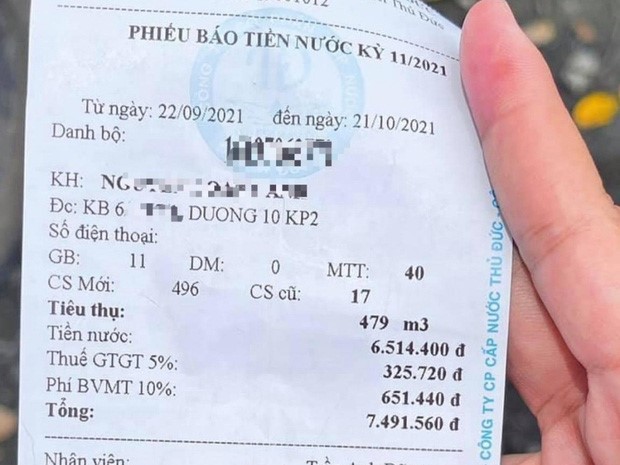 Thủ Đức
PHIẾU BÁO TIỀN NƯỚC KỲ 11/2021
Từ ngày: 22/09/2021 đến ngày: 21/10/2021
Danh bộ:
KH:
Đc: KB 6 DUONG 10 KP2
Số điện thoại:
GB: 11 DM: 0 MTT: 40
CS Mới: 496 CS cũ: 17
Tiêu thụ: 479 m3
Tiền nước: 6.514.400 đ
Thuế GTGT 5%: 325.720 đ
Phí BVMT 10%: 651.440 đ
Tổng: 7.491.560 đ
Nhân viên:
CÔNG TY CP CẤP NƯỚC THỦ ĐỨC